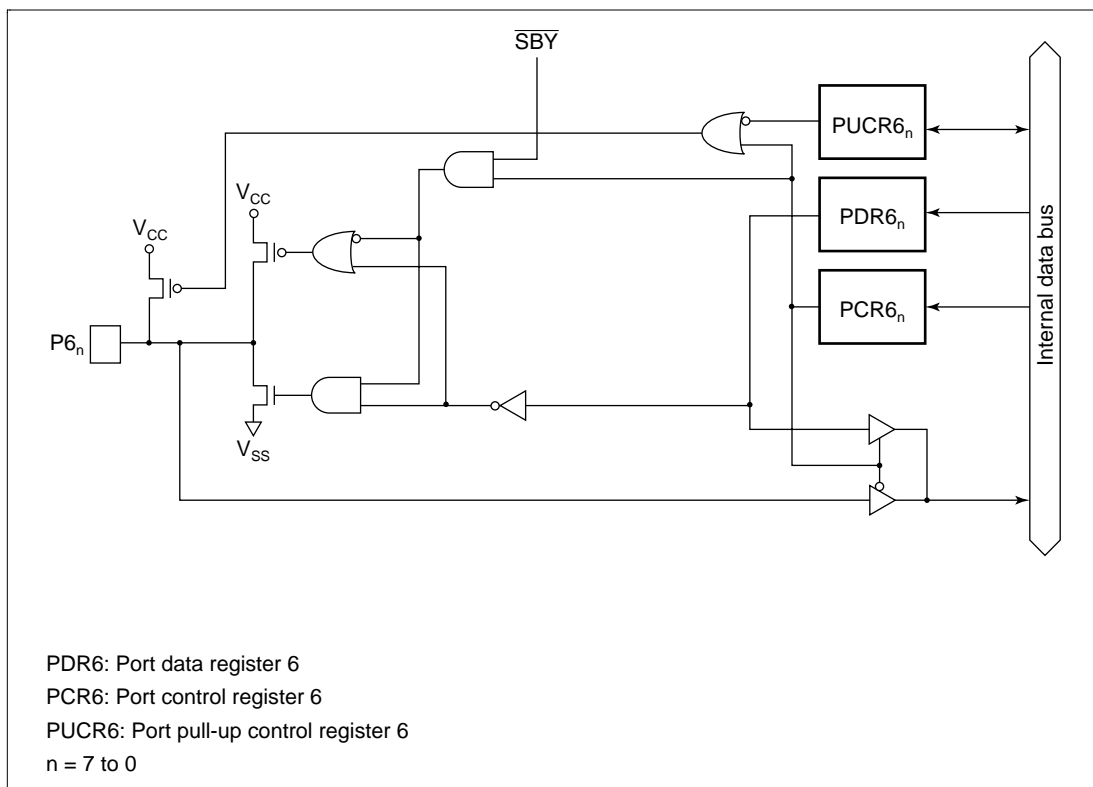 SBY
PUCR6n
VCC
PDR6n
VCC
Internal data bus
PCR6n
P6n
VSS
PDR6: Port data register 6
PCR6: Port control register 6
PUCR6: Port pull-up control register 6
n = 7 to 0